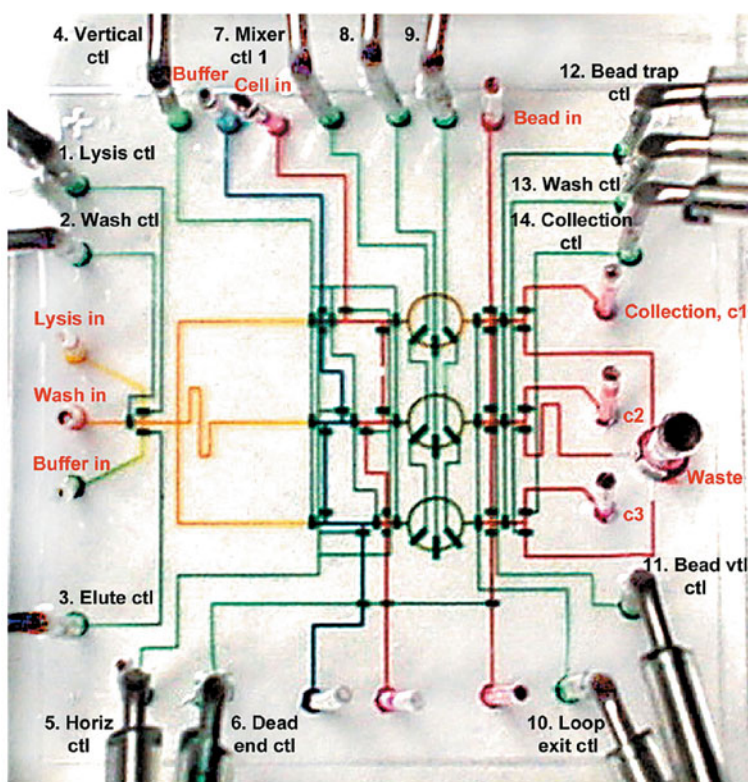 4. Vertical
ctl
7. Mixer
ctl 1
8.
9.
Buffer
Cell in
12. Bead trap
ctl
Bead in
1. Lysis ctl
13. Wash ctl
2. Wash ctl
14. Collection
ctl
Lysis in
Collection, c1
Wash in
c2
Buffer in
Waste
c3
11. Bead vtl
ctl
3. Elute ctl
5. Horiz
ctl
6. Dead
end ctl
10. Loop
exit ctl